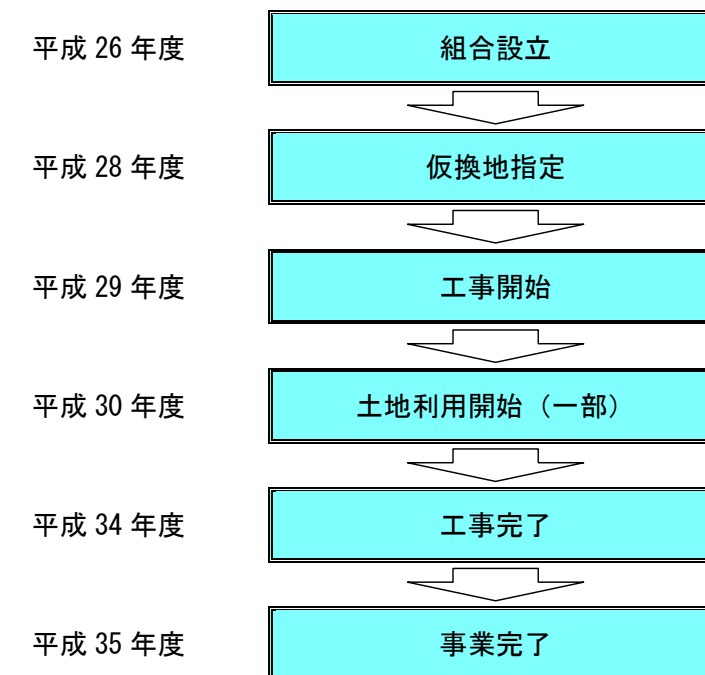 平成 26 年度 組合設立
平成 28 年度 仮換地指定
平成 29 年度 工事開始
平成 30 年度 土地利用開始（一部）
平成 34 年度 工事完了
平成 35 年度 事業完了